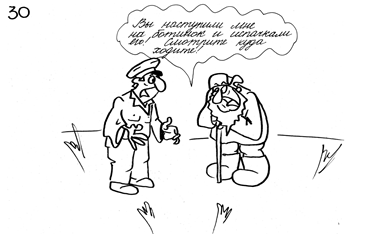 30
Вы наступили мне
на ботинок и испачкали
его! Смотрите куда
ходите!